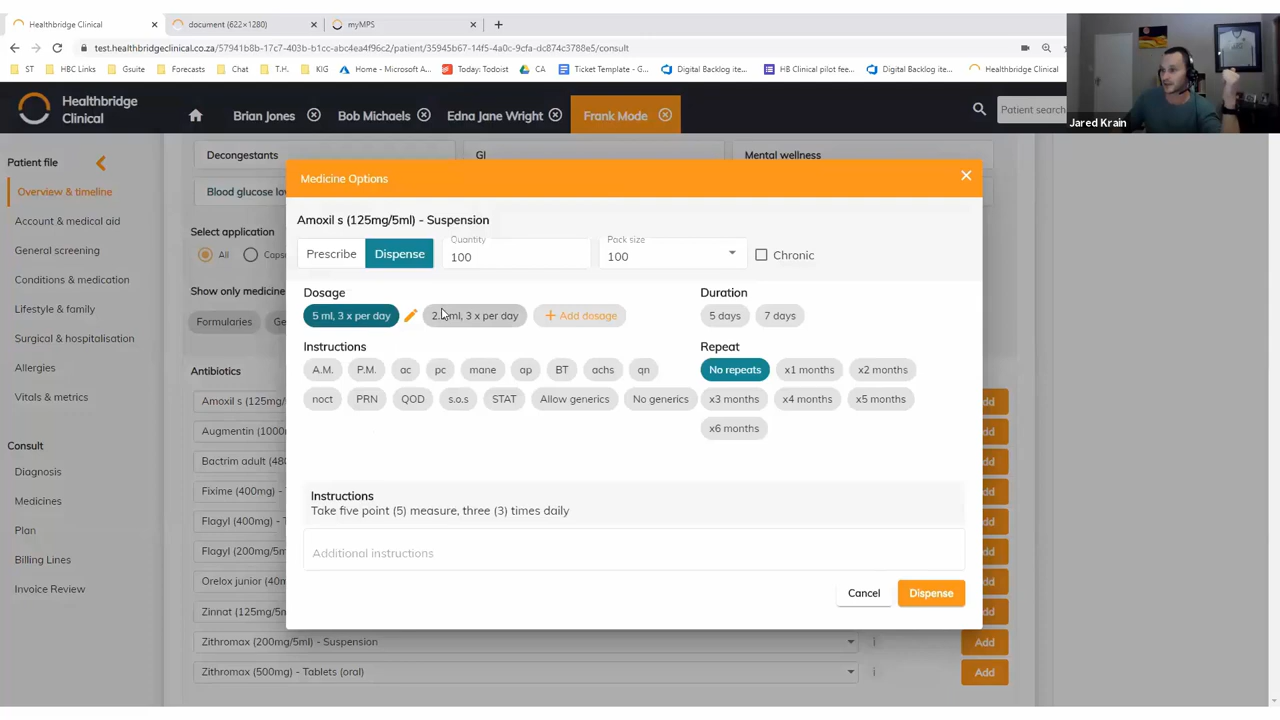 Healthbridge Clinical
document (622×1280)
myMPS
test.healthbridgeclinical.co.za/57941b8b-17c7-403b-b1cc-abc4ea4f96c2/patient/35945b67-14f5-4a0c-9cfa-dc874c3788e5/consult
ST
HBC Links
Gsuite
Forecasts
Chat
T.H.
KIG
Home - Microsoft A...
Today: Todoist
CA
Ticket Template - G...
Digital Backlog ite...
HB Clinical pilot fee...
Digital Backlog ite...
Healthbridge Clinical
Jared Krain
Healthbridge
Clinical
Brian Jones
Bob Michaels
Edna Jane Wright
Frank Mode
Patient search
Patient file
Overview & timeline
Account & medical aid
General screening
Conditions & medication
Lifestyle & family
Surgical & hospitalisation
Allergies
Vitals & metrics
Consult
Diagnosis
Medicines
Plan
Billing Lines
Invoice Review
Decongestants
GI
Mental wellness
Blood glucose
Select application
All
Show only medicine
Formularies
Antibiotics
Amoxil s (125m
Augmentin (1000
Bactrim adult (48
Fixime (400mg)
Flagyl (400mg) - T
Flagyl (200mg/5m
Orelox junior (40m
Zinnat (125mg/5m
Zithromax (200mg/5ml) - Suspension
Add
Zithromax (500mg) - Tablets (oral)
Add
Medicine Options
Amoxil s (125mg/5ml) - Suspension
Prescribe
Dispense
Quantity
100
Pack size
100
Chronic
Dosage
5 ml, 3 x per day
ml, 3 x per day
Add dosage
Duration
5 days
7 days
Instructions
A.M.
P.M.
ac
pc
mane
ap
BT
achs
qn
noct
PRN
QOD
s.o.s
STAT
Allow generics
No generics
Repeat
No repeats
x1 months
x2 months
x3 months
x4 months
x5 months
x6 months
Instructions
Take five point (5) measure, three (3) times daily
Additional instructions
Cancel
Dispense